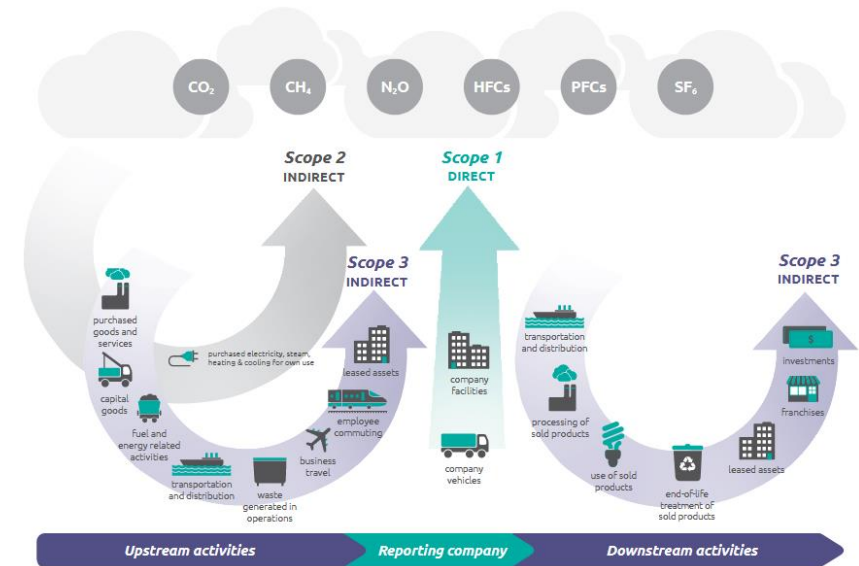 CO₂
CH₄
N₂O
HFCs
PFCs
SF₆
Scope 2
INDIRECT
Scope 1
DIRECT
Scope 3
INDIRECT
Scope 3
INDIRECT
purchased
goods and
services
capital
goods
fuel and
energy related
activities
purchased electricity, steam,
heating & cooling for own use
transportation
and distribution
waste
generated in
operations
business
travel
employee
commuting
leased assets
company
facilities
company
vehicles
transportation
and distribution
processing of
sold products
use of sold
products
end-of-life
treatment of
sold products
leased assets
franchises
$
investments
Upstream activities
Reporting company
Downstream activities